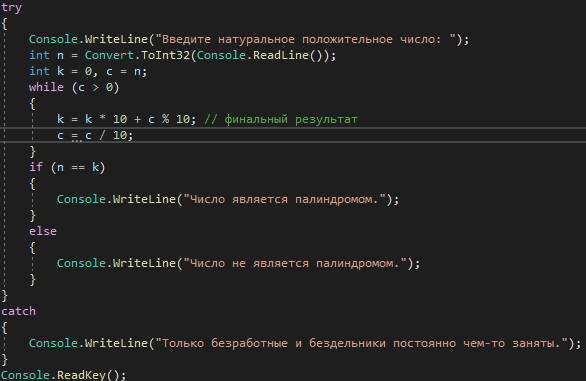 try
{
Console.WriteLine("Введите натуральное положительное число: ");
int n = Convert.ToInt32(Console.ReadLine());
int k = 0, c = n;
while (c > 0)
{
k = k * 10 + c % 10; // финальный результат
c = c / 10;
}
if (n == k)
{
Console.WriteLine("Число является палиндромом.");
}
else
{
Console.WriteLine("Число не является палиндромом.");
}
}
catch
{
Console.WriteLine("Только безработные и бездельники постоянно чем-то заняты.");
}
Console.ReadKey();